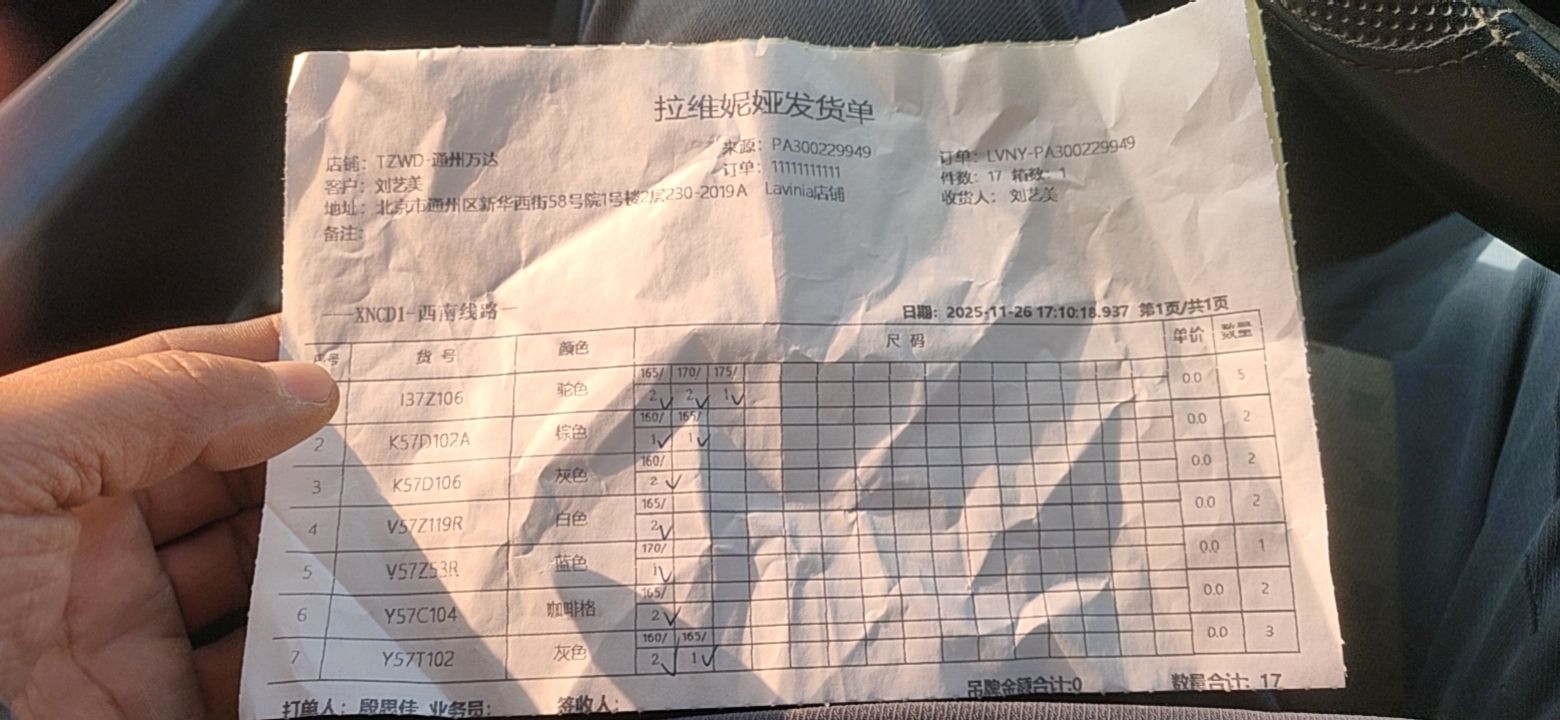 拉维妮娅发货单
店铺：TZWD-通州万达 来源：PA300229949 订单：LVNY-PA300229949
客户：刘艺美 订单：11111111111 件数：17 箱数：1
地址：北京市通州区新华西街58号院1号楼2层230-2019A Lavinia店铺 收货人：刘艺美
备注：
---XNCD1-西南线路-- 日期：2025-11-26 17:10:18.937 第1页/共1页
序号 货号 颜色 尺码 单价 数量
165/ 170/ 175/
I37Z106 驼色 2 2 1 0.0 5
160/ 165/
2 K57D102A 棕色 1 1 0.0 2
160/
3 K57D106 灰色 2 0.0 2
165/
4 V57Z119R 白色 2 0.0 2
170/
5 V57Z53R 蓝色 1 0.0 1
165/
6 Y57C104 咖啡格 2 0.0 2
160/ 165/
7 Y57T102 灰色 2 1 0.0 3
吊牌金额合计:0 数量合计: 17
打单人：殷思佳 业务员： 签收人：